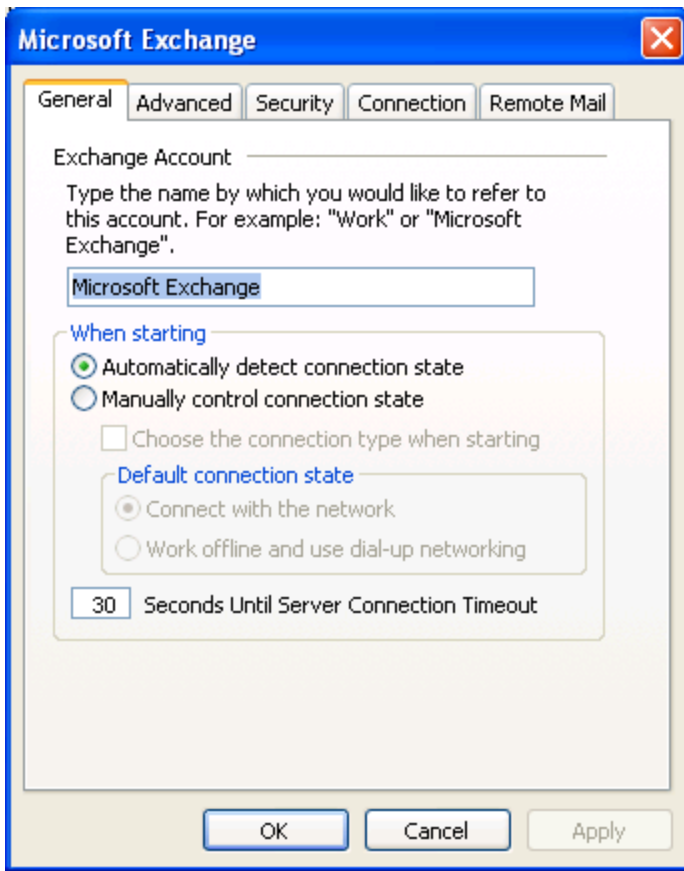 Microsoft Exchange
General Advanced Security Connection Remote Mail
Exchange Account
Type the name by which you would like to refer to
this account. For example: "Work" or "Microsoft
Exchange".
Microsoft Exchange
When starting
Automatically detect connection state
Manually control connection state
Choose the connection type when starting
Default connection state
Connect with the network
Work offline and use dial-up networking
30 Seconds Until Server Connection Timeout
OK Cancel Apply